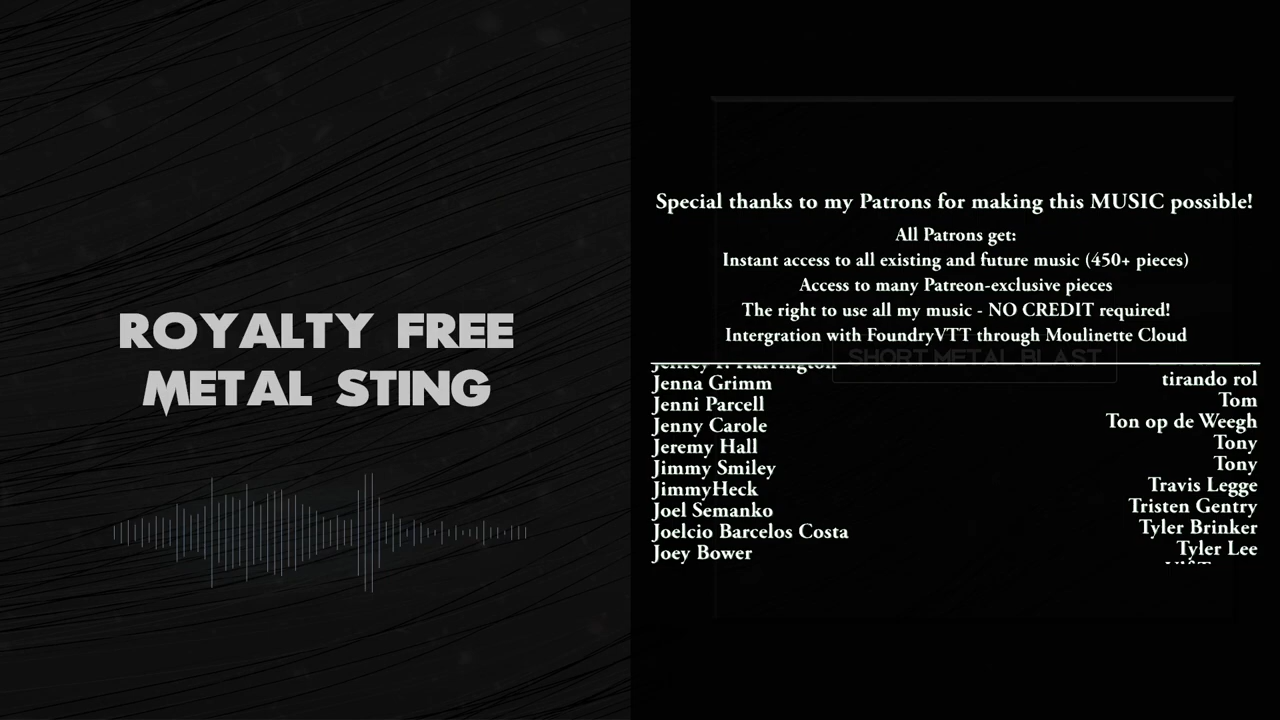 ROYALTY FREE
METAL STING
Special thanks to my Patrons for making this MUSIC possible!
All Patrons get:
Instant access to all existing and future music (450+ pieces)
Access to many Patreon-exclusive pieces
The right to use all my music - NO CREDIT required!
Intergration with FoundryVTT through Moulinette Cloud
SHORT METAL BLAST
Jenna Grimm
Jenni Parcell
Jenny Carole
Jeremy Hall
Jimmy Smiley
JimmyHeck
Joel Semanko
Joelcio Barcelos Costa
Joey Bower
tirando rol
Tom
Ton op de Weegh
Tony
Tony
Travis Legge
Tristen Gentry
Tyler Brinker
Tyler Lee